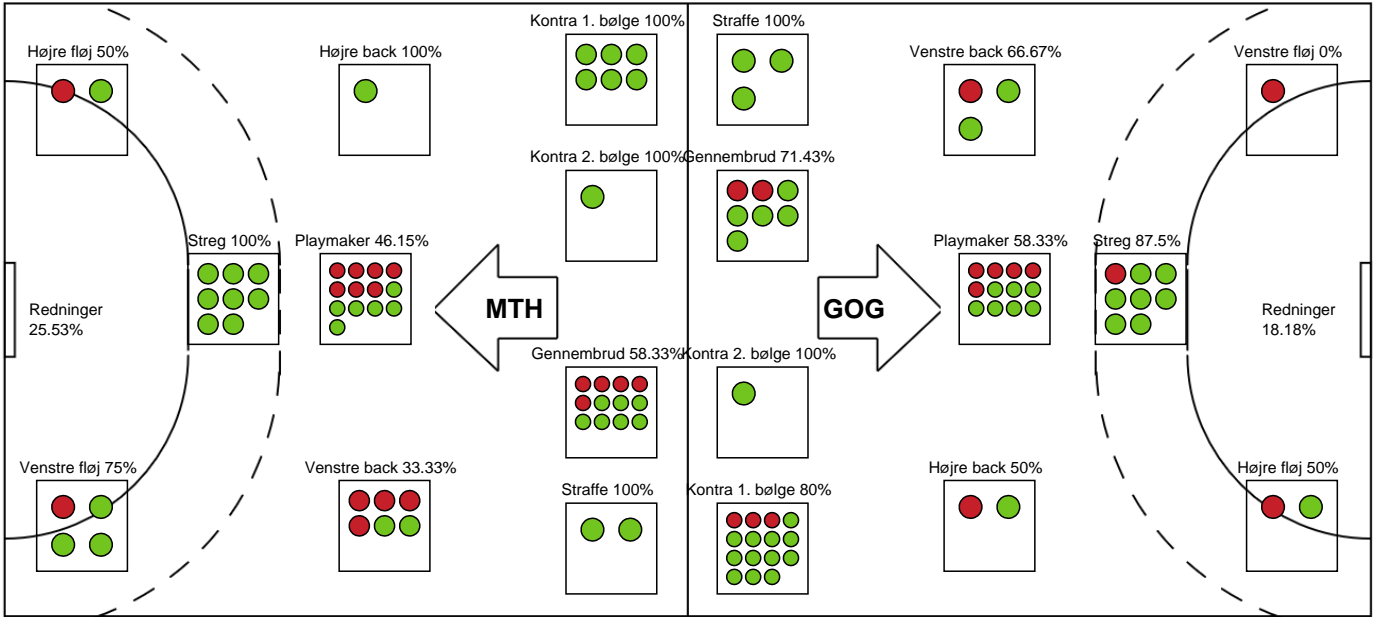 Kontra 1. bølge 100%
Straffe 100%
Højre fløj 50%
Højre back 100%
Venstre back 66.67%
Venstre fløj 0%
Kontra 2. bølge 100%
Gennembrud 71.43%
Streg 100%
Playmaker 46.15%
Playmaker 58.33%
Streg 87.5%
Redninger
25.53%
MTH
GOG
Redninger
18.18%
Gennembrud 58.33%
Kontra 2. bølge 100%
Venstre fløj 75%
Venstre back 33.33%
Straffe 100%
Kontra 1. bølge 80%
Højre back 50%
Højre fløj 50%